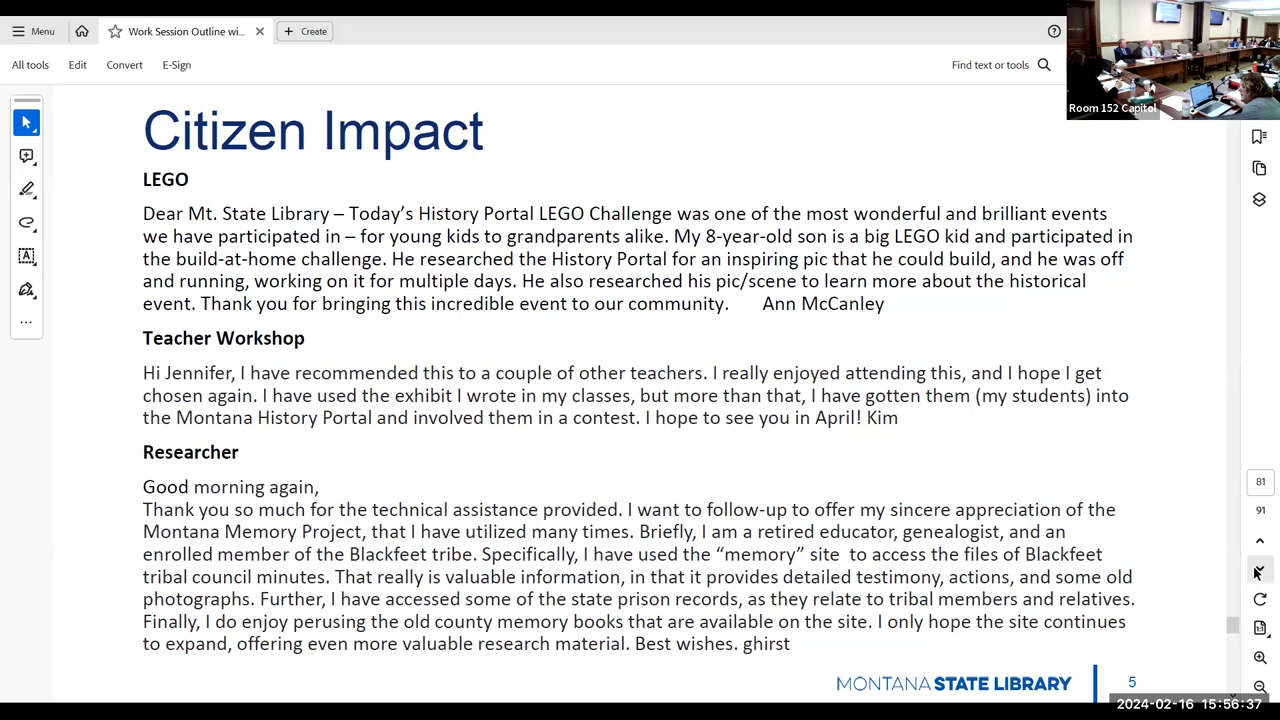 Menu
Work Session Outline wi...
Create
All tools
Edit
Convert
E-Sign
Find text or tools
Room 152 Capitol
Citizen Impact
LEGO
Dear Mt. State Library – Today's History Portal LEGO Challenge was one of the most wonderful and brilliant events
we have participated in – for young kids to grandparents alike. My 8-year-old son is a big LEGO kid and participated in
the build-at-home challenge. He researched the History Portal for an inspiring pic that he could build, and he was off
and running, working on it for multiple days. He also researched his pic/scene to learn more about the historical
event. Thank you for bringing this incredible event to our community. Ann McCanley
Teacher Workshop
Hi Jennifer, I have recommended this to a couple of other teachers. I really enjoyed attending this, and I hope I get
chosen again. I have used the exhibit I wrote in my classes, but more than that, I have gotten them (my students) into
the Montana History Portal and involved them in a contest. I hope to see you in April! Kim
Researcher
Good morning again,
Thank you so much for the technical assistance provided. I want to follow-up to offer my sincere appreciation of the
Montana Memory Project, that I have utilized many times. Briefly, I am a retired educator, genealogist, and an
enrolled member of the Blackfeet tribe. Specifically, I have used the "memory" site to access the files of Blackfeet
tribal council minutes. That really is valuable information, in that it provides detailed testimony, actions, and some old
photographs. Further, I have accessed some of the state prison records, as they relate to tribal members and relatives.
Finally, I do enjoy perusing the old county memory books that are available on the site. I only hope the site continues
to expand, offering even more valuable research material. Best wishes. ghirst
81
91
MONTANA STATE LIBRARY
5
2024-02-16 15:56:37